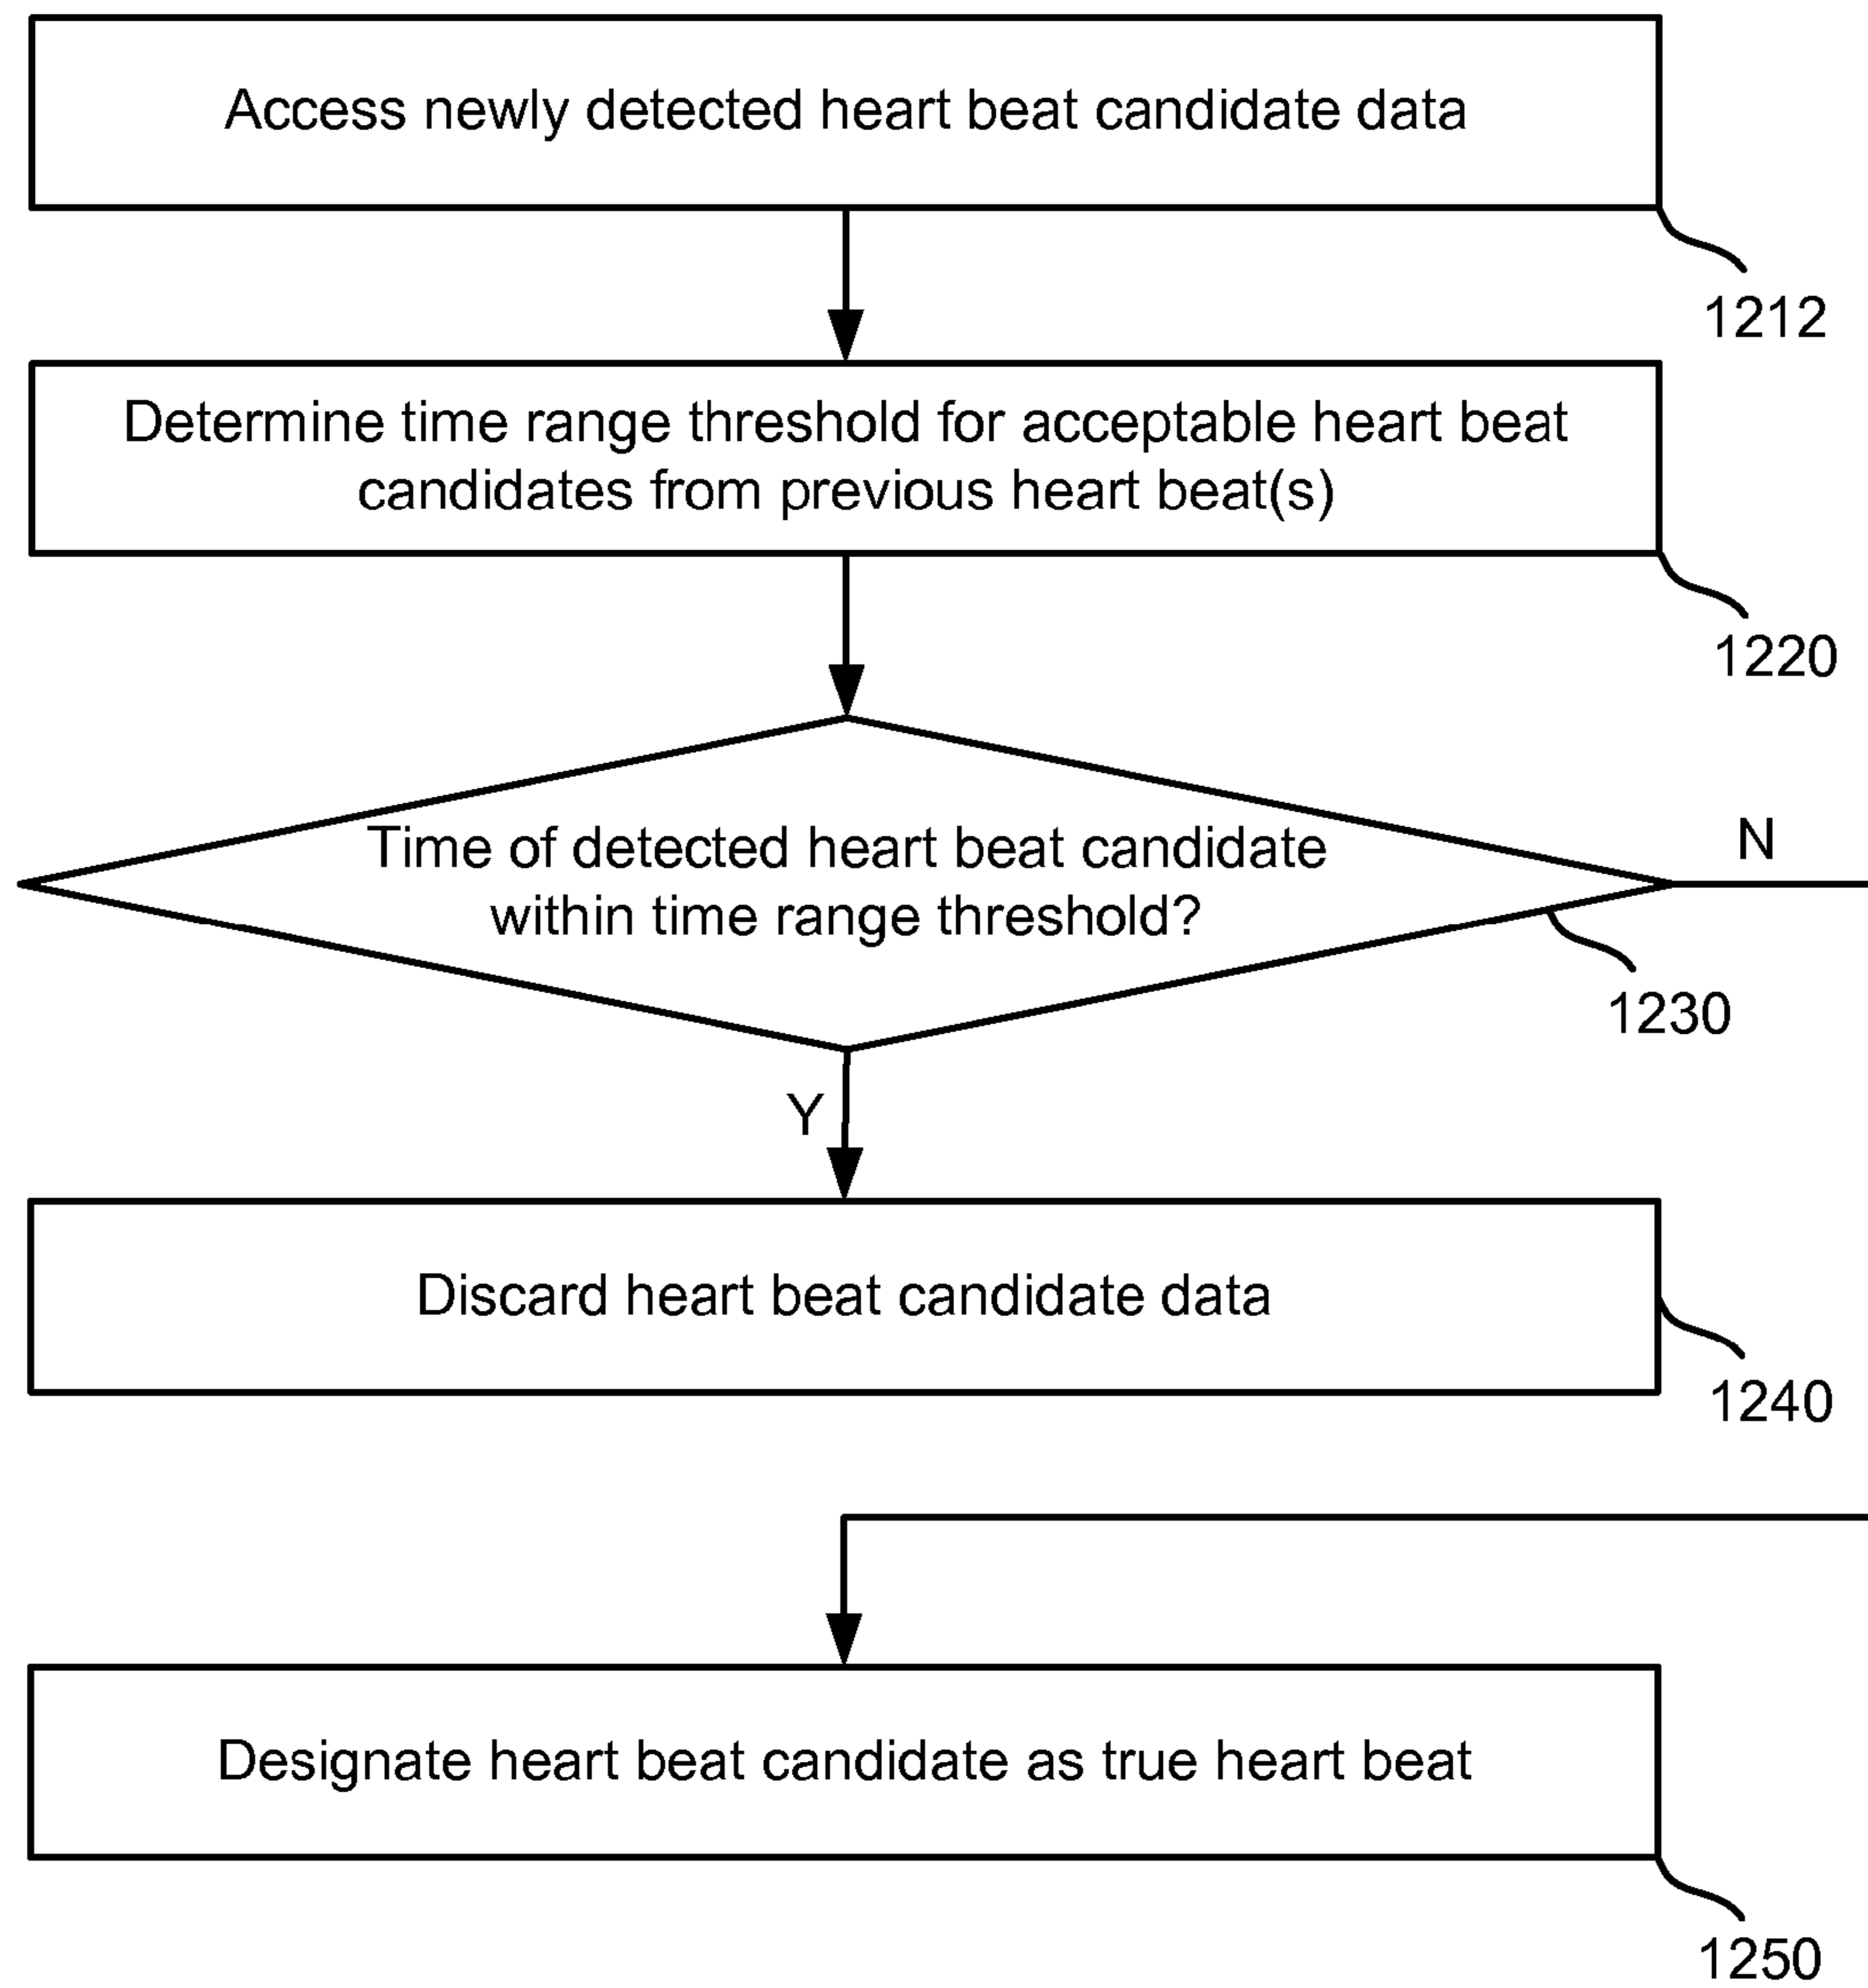 Access newly detected heart beat candidate data
1212
Determine time range threshold for acceptable heart beat
candidates from previous heart beat(s)
1220
Time of detected heart beat candidate
within time range threshold?
N
1230
Y
Discard heart beat candidate data
1240
Designate heart beat candidate as true heart beat
1250